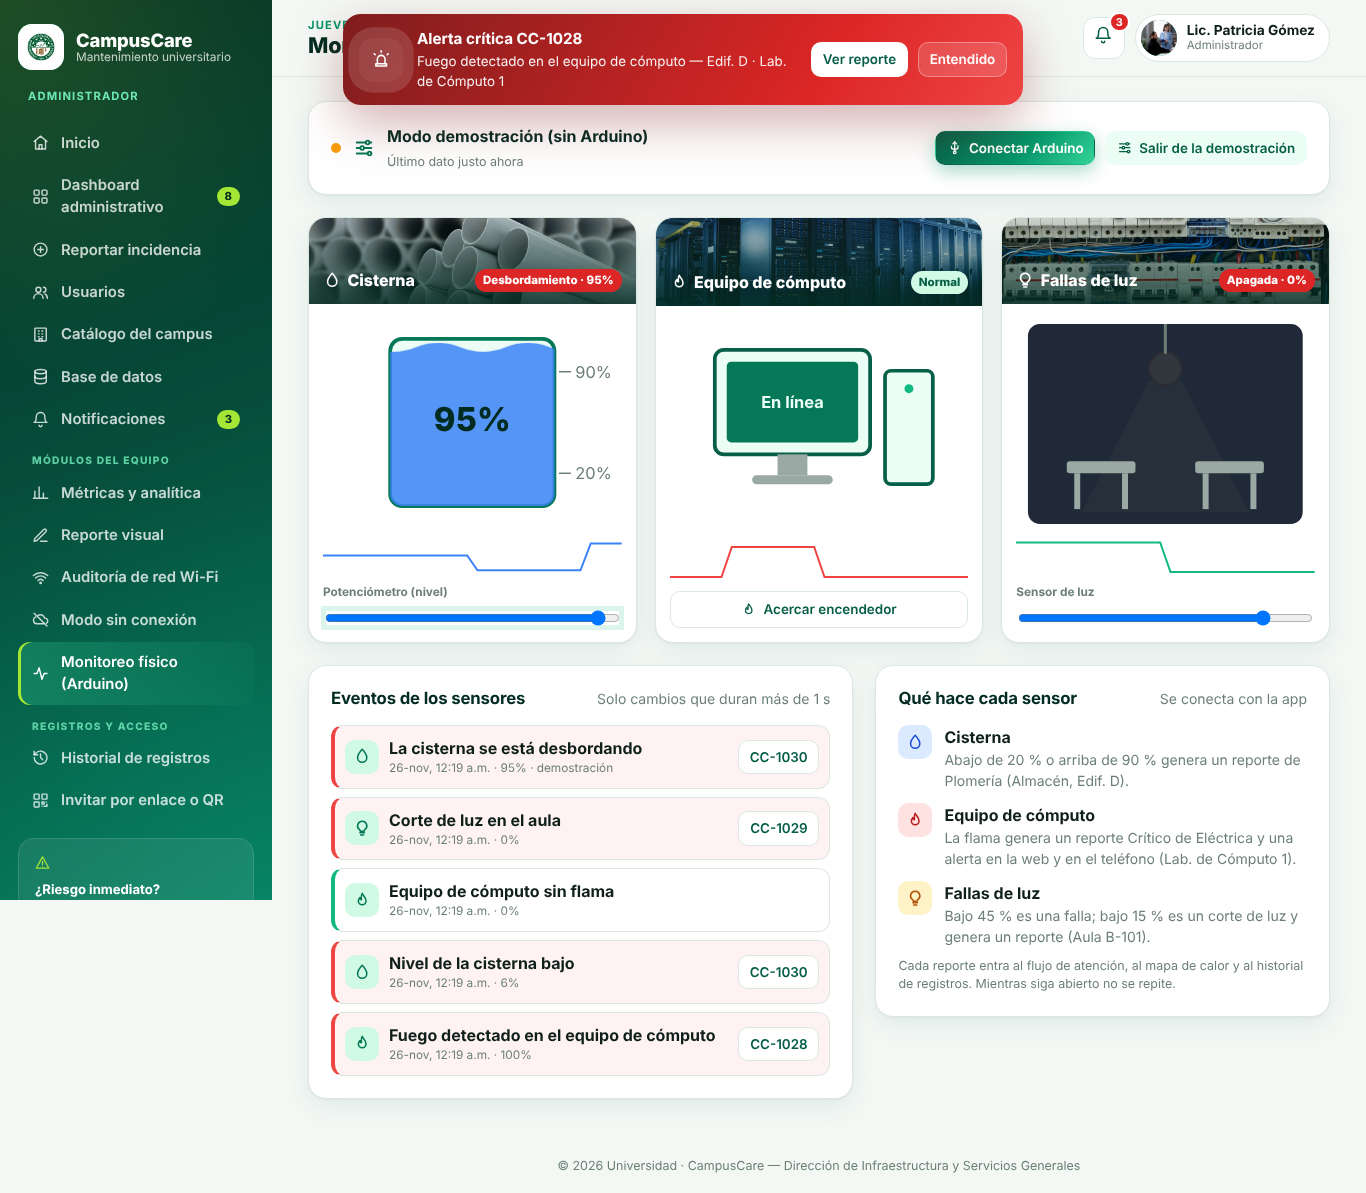 CampusCare
Mantenimiento universitario
ADMINISTRADOR
Inicio
Dashboard
administrativo
8
Reportar incidencia
Usuarios
Catálogo del campus
Base de datos
Notificaciones
3
MÓDULOS DEL EQUIPO
Métricas y analítica
Reporte visual
Auditoría de red Wi-Fi
Modo sin conexión
Monitoreo físico
(Arduino)
REGISTROS Y ACCESO
Historial de registros
Invitar por enlace o QR
¿Riesgo inmediato?
Alerta crítica CC-1028
Fuego detectado en el equipo de cómputo — Edif. D · Lab.
de Cómputo 1
Ver reporte
Entendido
3
Lic. Patricia Gómez
Administrador
Modo demostración (sin Arduino)
Último dato justo ahora
Conectar Arduino
Salir de la demostración
Cisterna
Desbordamiento · 95%
95%
90%
20%
Potenciómetro (nivel)
Equipo de cómputo
Normal
En línea
Acercar encendedor
Fallas de luz
Apagada · 0%
Sensor de luz
Eventos de los sensores
Solo cambios que duran más de 1 s
La cisterna se está desbordando
26-nov, 12:19 a.m. · 95% · demostración
CC-1030
Corte de luz en el aula
26-nov, 12:19 a.m. · 0%
CC-1029
Equipo de cómputo sin flama
26-nov, 12:19 a.m. · 0%
Nivel de la cisterna bajo
26-nov, 12:19 a.m. · 6%
CC-1030
Fuego detectado en el equipo de cómputo
26-nov, 12:19 a.m. · 100%
CC-1028
Qué hace cada sensor
Se conecta con la app
Cisterna
Abajo de 20 % o arriba de 90 % genera un reporte de
Plomería (Almacén, Edif. D).
Equipo de cómputo
La flama genera un reporte Crítico de Eléctrica y una
alerta en la web y en el teléfono (Lab. de Cómputo 1).
Fallas de luz
Bajo 45 % es una falla; bajo 15 % es un corte de luz y
genera un reporte (Aula B-101).
Cada reporte entra al flujo de atención, al mapa de calor y al historial
de registros. Mientras siga abierto no se repite.
© 2026 Universidad · CampusCare — Dirección de Infraestructura y Servicios Generales